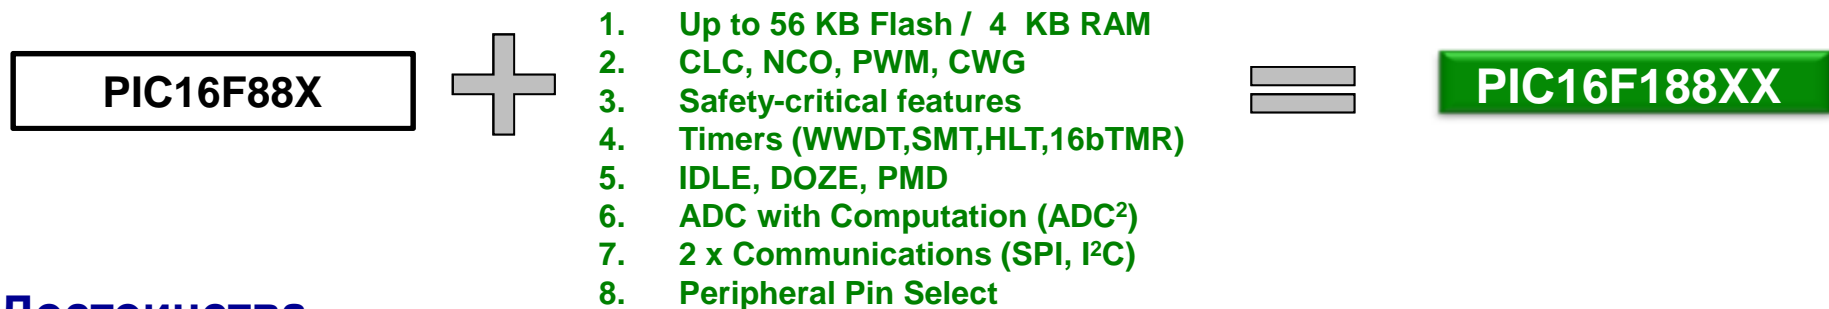 PIC16F88X
1. Up to 56 KB Flash / 4 KB RAM
2. CLC, NCO, PWM, CWG
3. Safety-critical features
4. Timers (WWDT,SMT,HLT,16bTMR)
5. IDLE, DOZE, PMD
6. ADC with Computation (ADC²)
7. 2 x Communications (SPI, I²C)
8. Peripheral Pin Select
PIC16F188XX